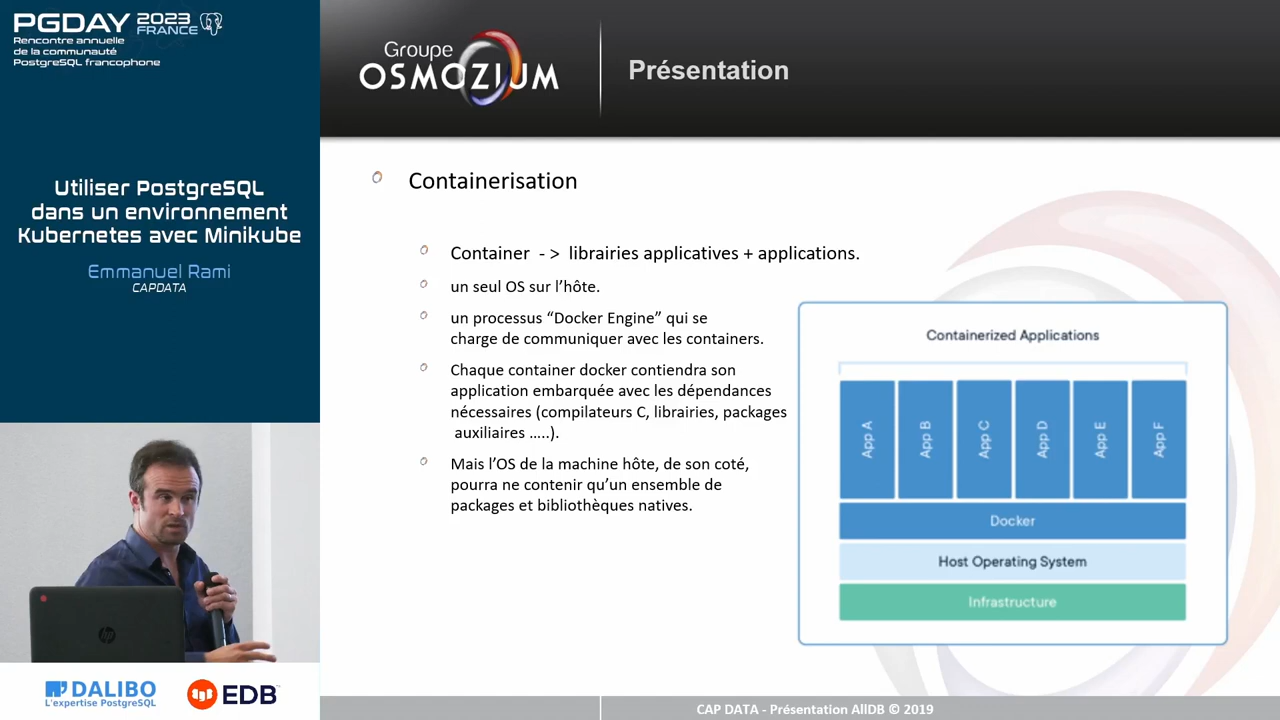 PGDAY 2023 FRANCE
Rencontre annuelle
de la communauté
PostgreSQL francophone
Utiliser PostgreSQL
dans un environnement
Kubernetes avec Minikube
Emmanuel Rami
CAPDATA
DALIBO
L'expertise PostgreSQL
EDB
hp
Groupe
OSMOZIUM
Présentation
Containerisation
Container - > librairies applicatives + applications.
un seul OS sur l’hôte.
un processus “Docker Engine” qui se
charge de communiquer avec les containers.
Chaque container docker contiendra son
application embarquée avec les dépendances
nécessaires (compilateurs C, librairies, packages
auxiliaires …..).
Mais l’OS de la machine hôte, de son coté,
pourra ne contenir qu’un ensemble de
packages et bibliothèques natives.
Containerized Applications
App A
App B
App C
App D
App E
App F
Docker
Host Operating System
Infrastructure
CAP DATA - Présentation AllDB © 2019